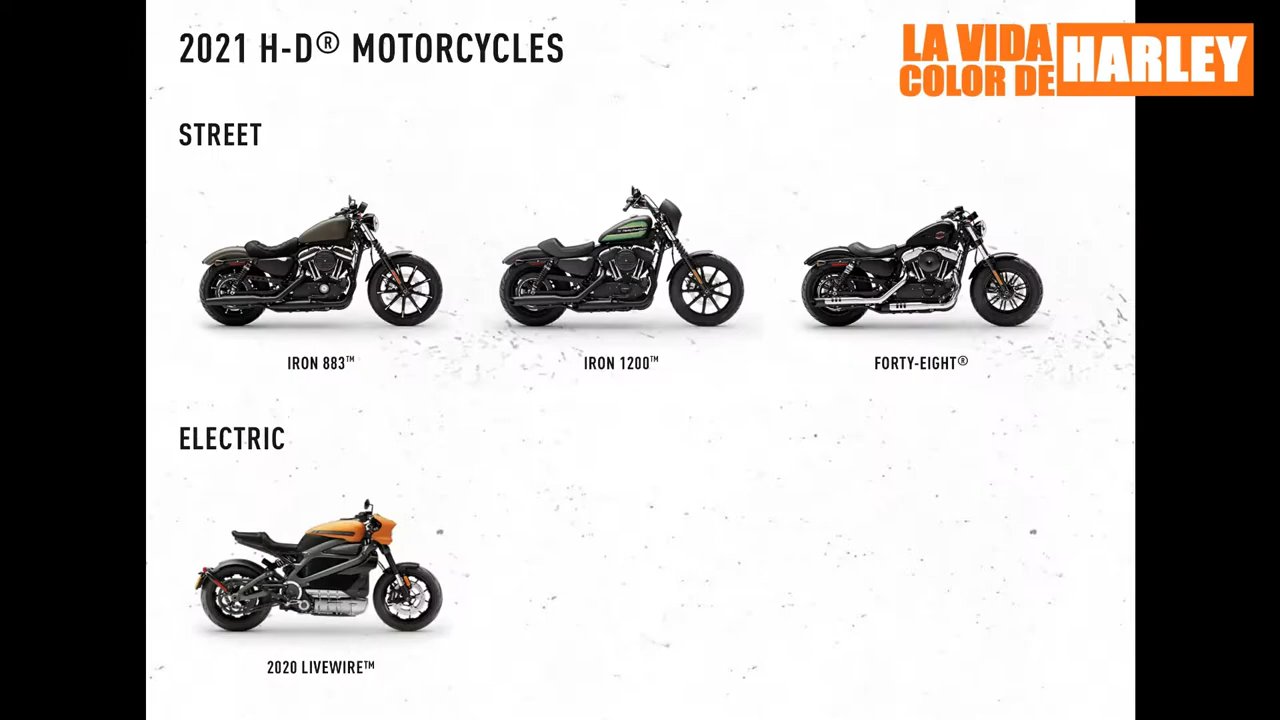 2021 H-D® MOTORCYCLES
LA VIDA
COLOR DE HARLEY
STREET
IRON 883™
IRON 1200™
FORTY-EIGHT®
ELECTRIC
2020 LIVEWIRE™